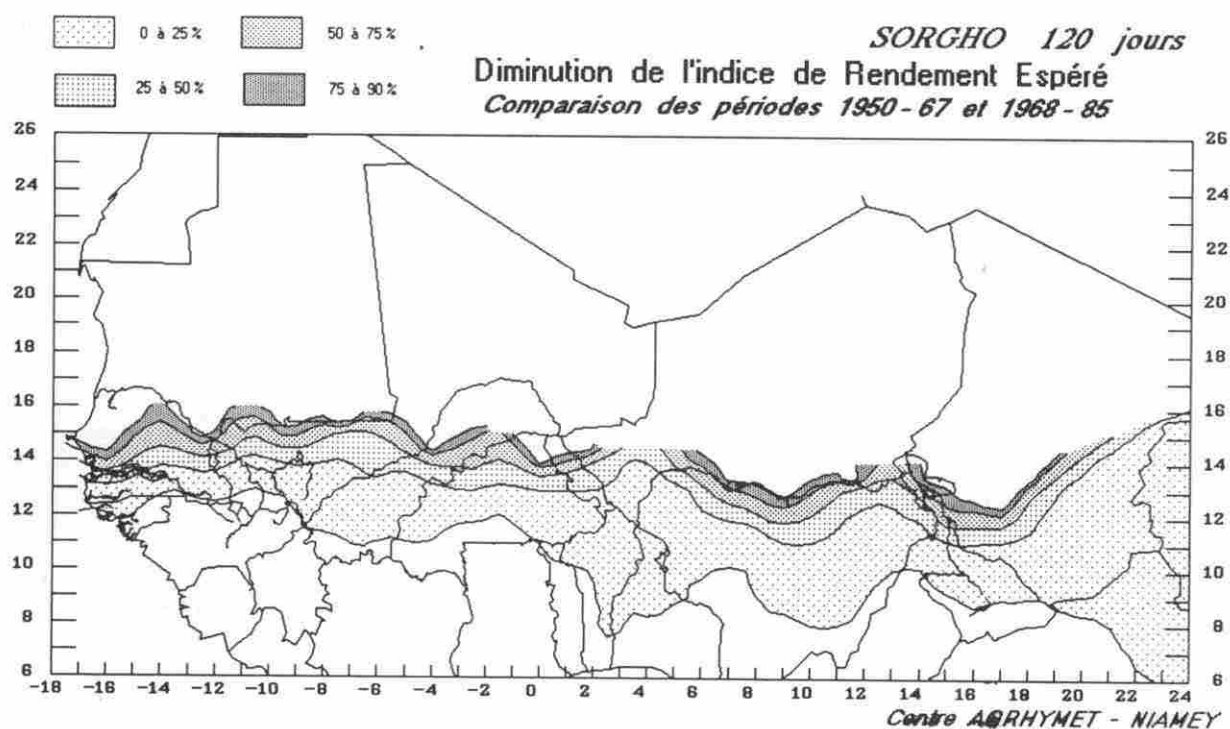 0 à 25 %
50 à 75 %
25 à 50 %
75 à 90 %
SORGHO 120 jours
Diminution de l'indice de Rendement Espéré
Comparaison des périodes 1950-67 et 1968-85
26 26
24 24
22 22
20 20
18 18
16 16
14 14
12 12
10 10
8 8
6 6
-18 -16 -14 -12 -10 -8 -6 -4 -2 0 2 4 6 8 10 12 14 16 18 20 22 24
Centre AGRHYMET - NIAMEY